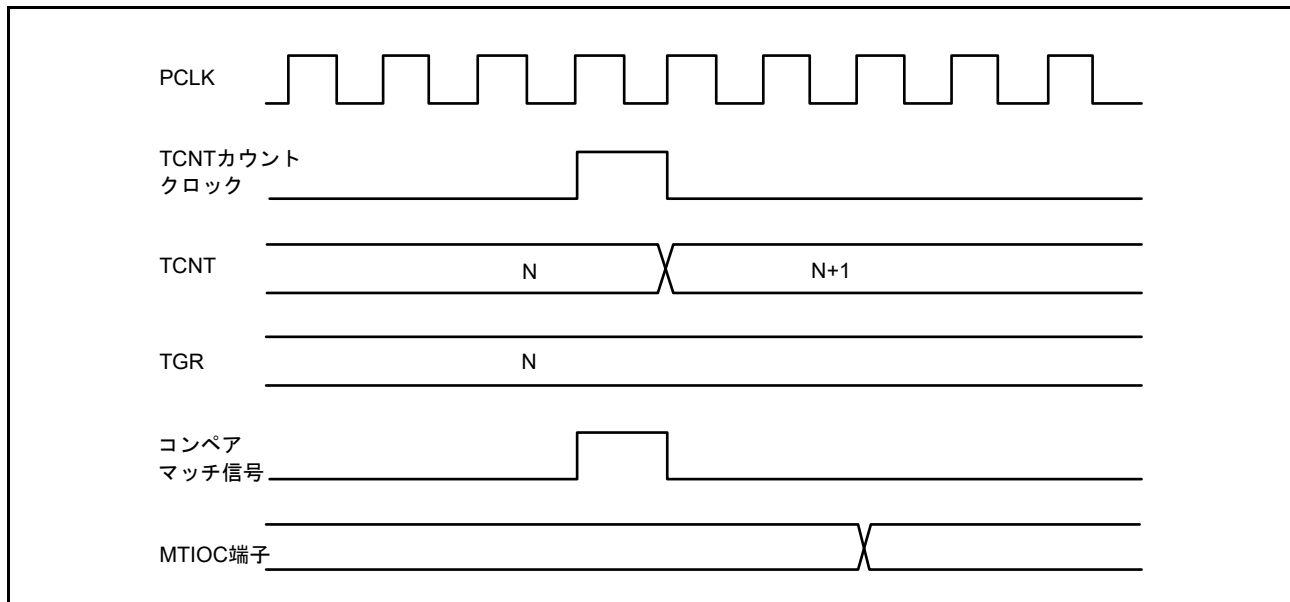 PCLK
TCNTカウント
クロック
TCNT
N
N+1
TGR
N
コンペア
マッチ信号
MTIOC端子